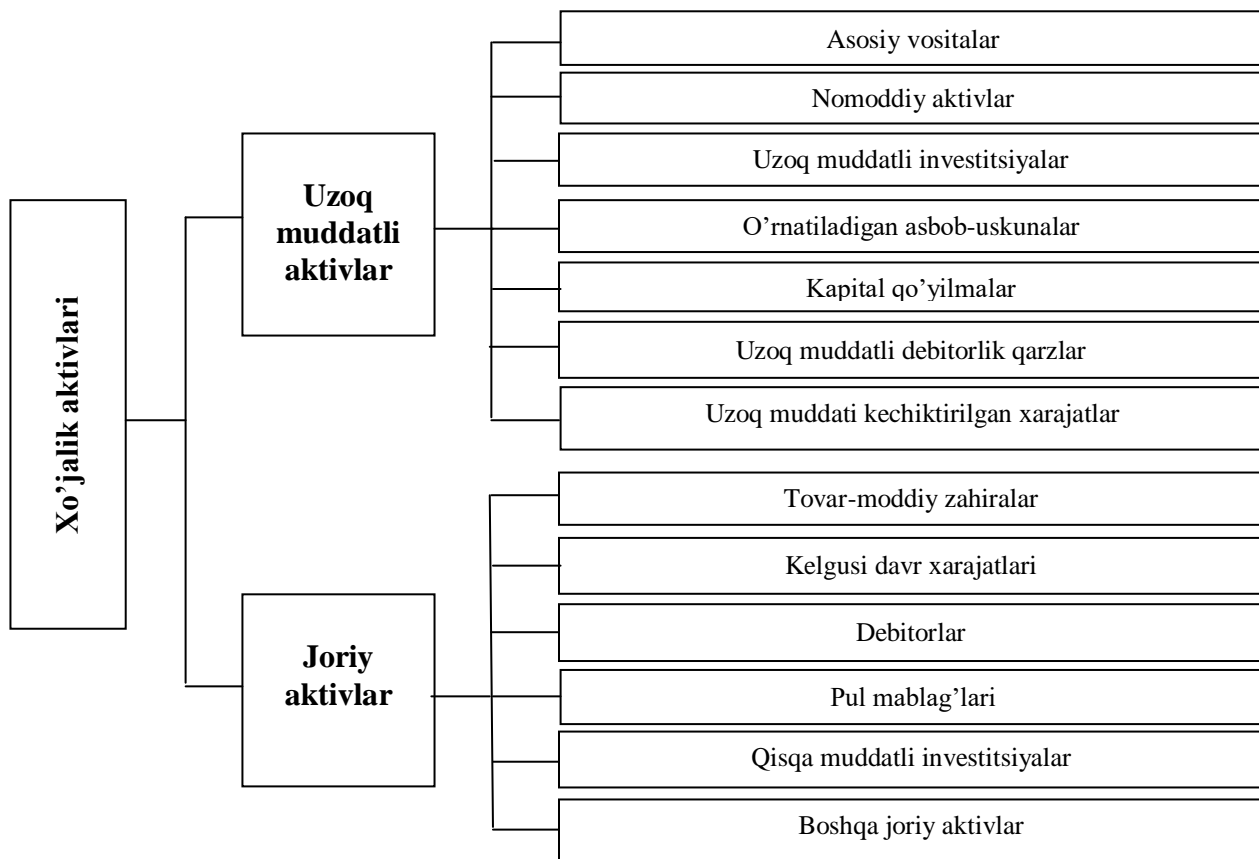 Xo’jalik aktivlari
Uzoq
muddatli
aktivlar
Asosiy vositalar
Nomoddiy aktivlar
Uzoq muddatli investitsiyalar
O’rnatiladigan asbob-uskunalar
Kapital qo’yilmalar
Uzoq muddatli debitorlik qarzlar
Uzoq muddati kechiktirilgan xarajatlar
Joriy
aktivlar
Tovar-moddiy zahiralar
Kelgusi davr xarajatlari
Debitorlar
Pul mablag’lari
Qisqa muddatli investitsiyalar
Boshqa joriy aktivlar